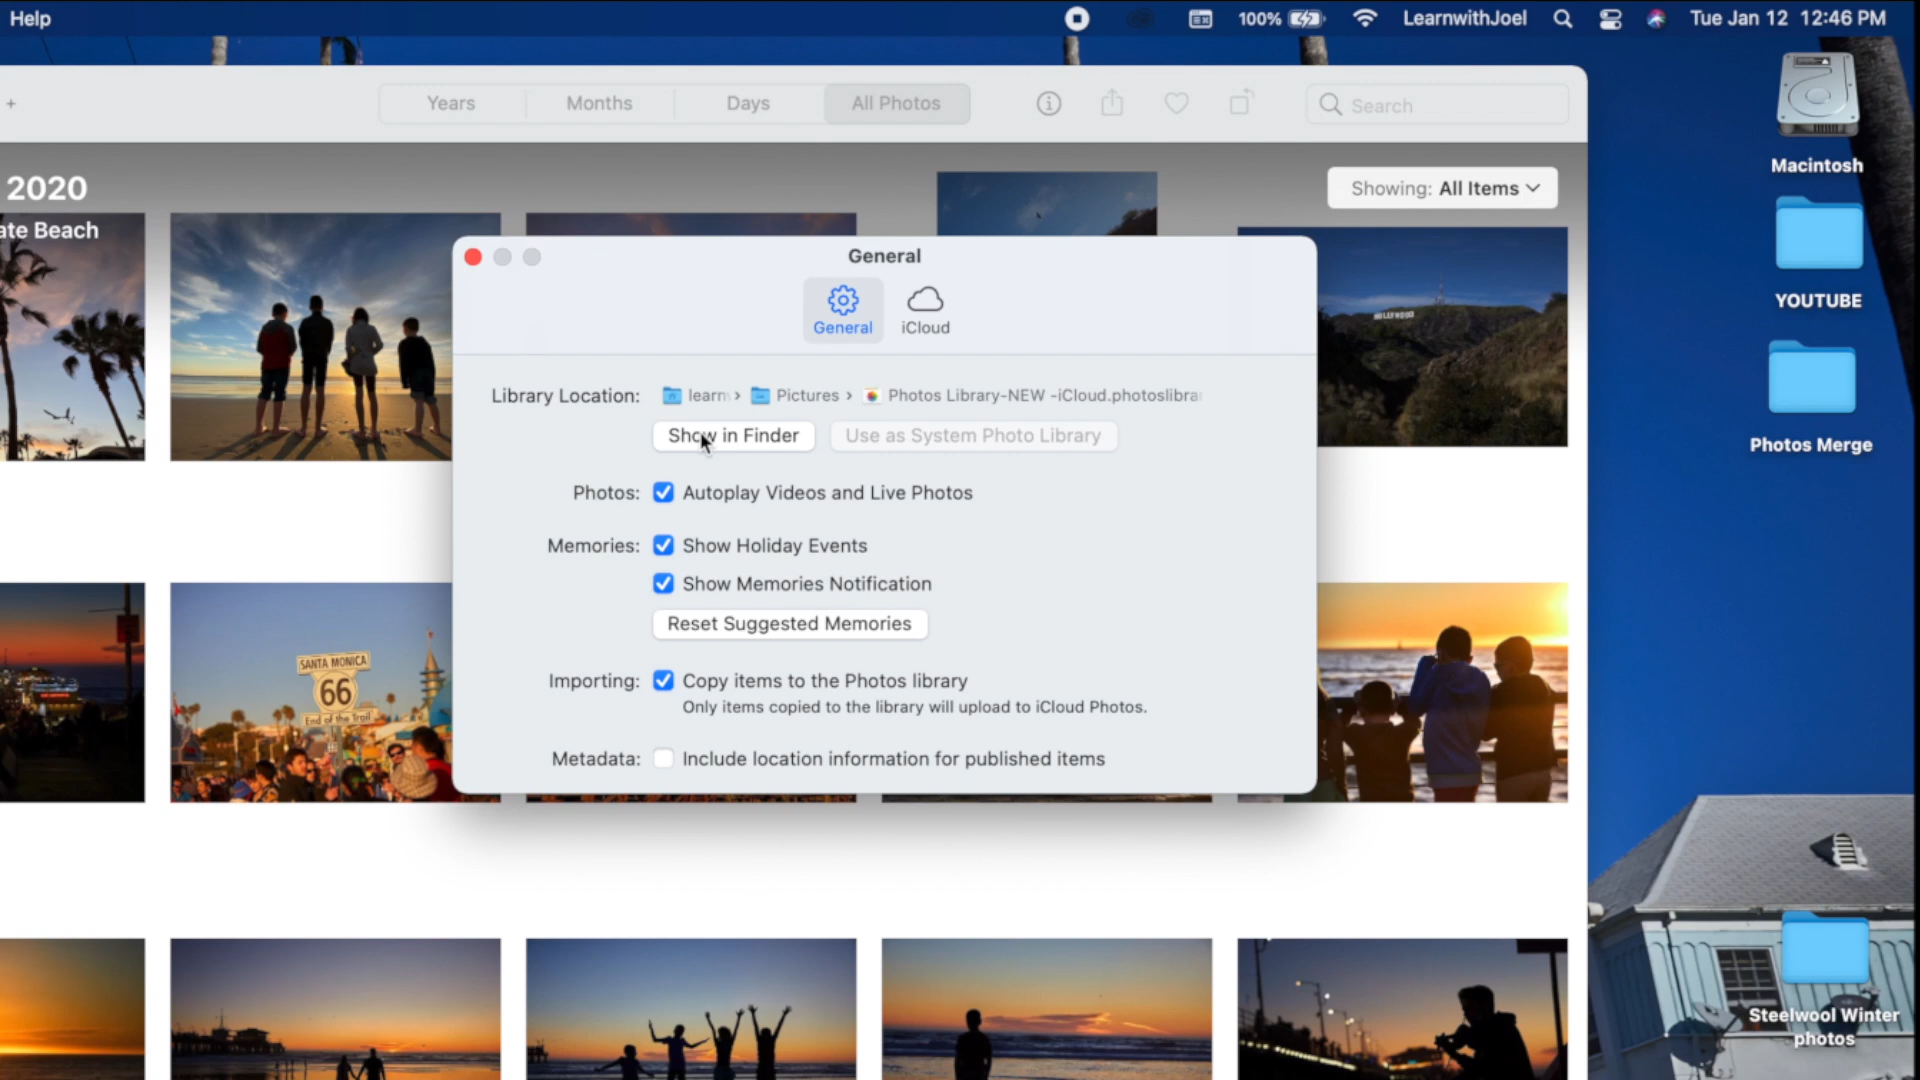 Help
100%
LearnwithJoel
Tue Jan 12 12:46 PM
+
Years
Months
Days
All Photos
Search
Macintosh
2020
Showing: All Items
ate Beach
YOUTUBE
General
General
iCloud
HOLLYWOOD
Library Location:
learn › Pictures › Photos Library-NEW -iCloud.photoslibra
Show in Finder
Use as System Photo Library
Photos Merge
Photos: Autoplay Videos and Live Photos
Memories: Show Holiday Events
Show Memories Notification
Reset Suggested Memories
SANTA MONICA
66
End of the Trail
Importing: Copy items to the Photos library
Only items copied to the library will upload to iCloud Photos.
Metadata: Include location information for published items
Steelwool Winter
photos